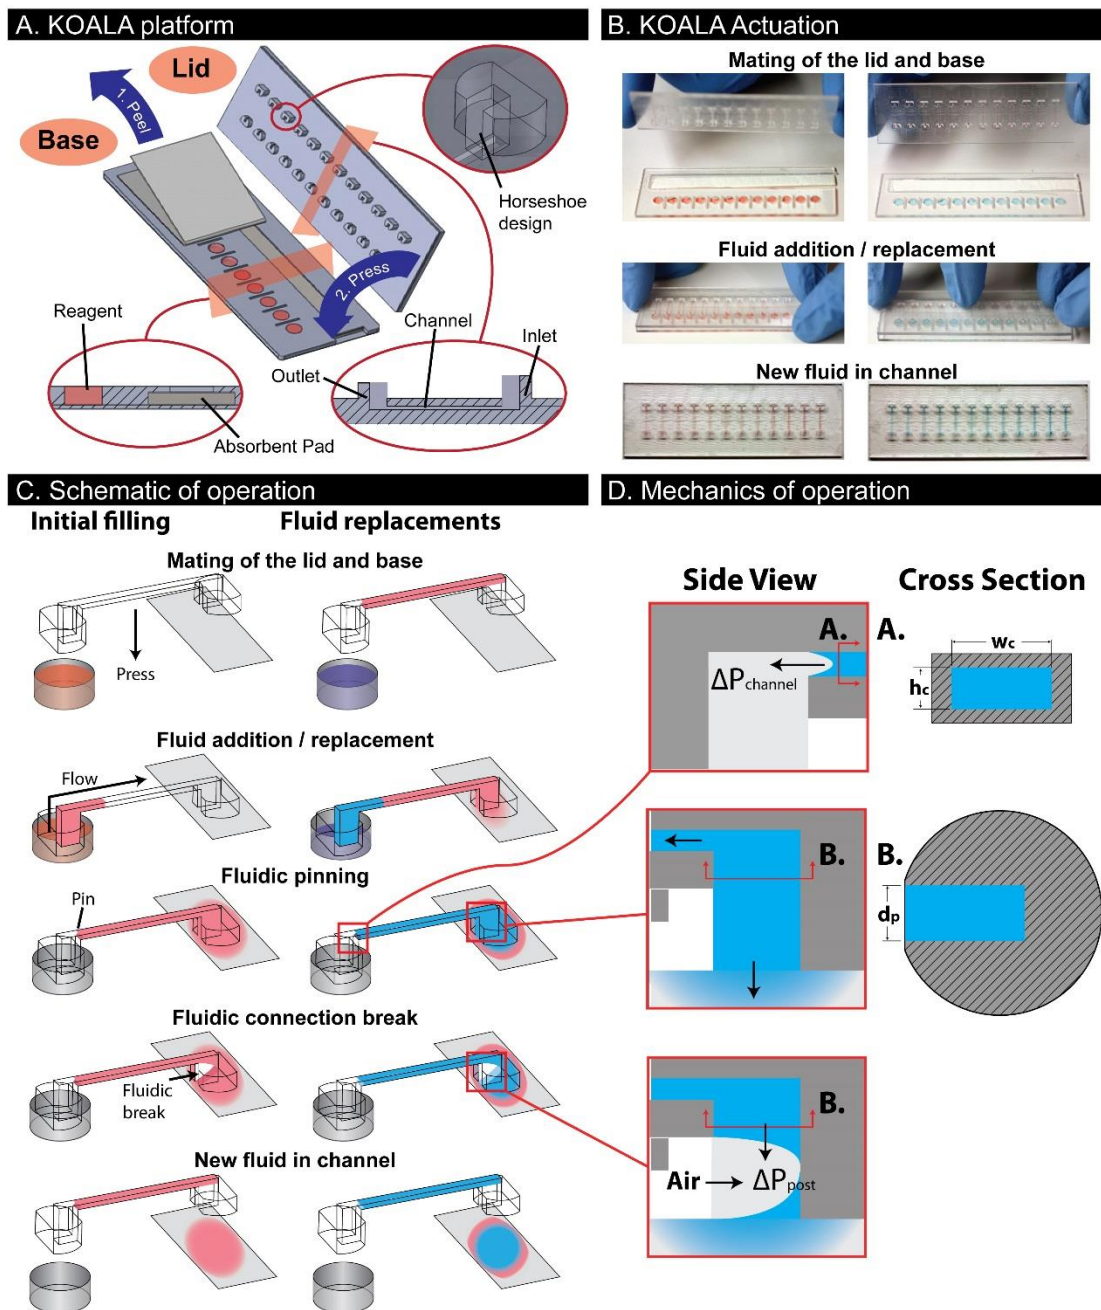 A. KOALA platform
Lid
1. Peel
Base
Horseshoe
design
2. Press
Reagent
Channel
Inlet
Outlet
Absorbent Pad
B. KOALA Actuation
Mating of the lid and base
Fluid addition / replacement
New fluid in channel
C. Schematic of operation
Initial filling
Fluid replacements
Mating of the lid and base
Press
Fluid addition / replacement
Flow
Fluidic pinning
Pin
Fluidic connection break
Fluidic
break
New fluid in channel
D. Mechanics of operation
Side View
Cross Section
A.
A.
ΔPchannel
wc
hc
B.
B.
dp
B.
Air
ΔPpost